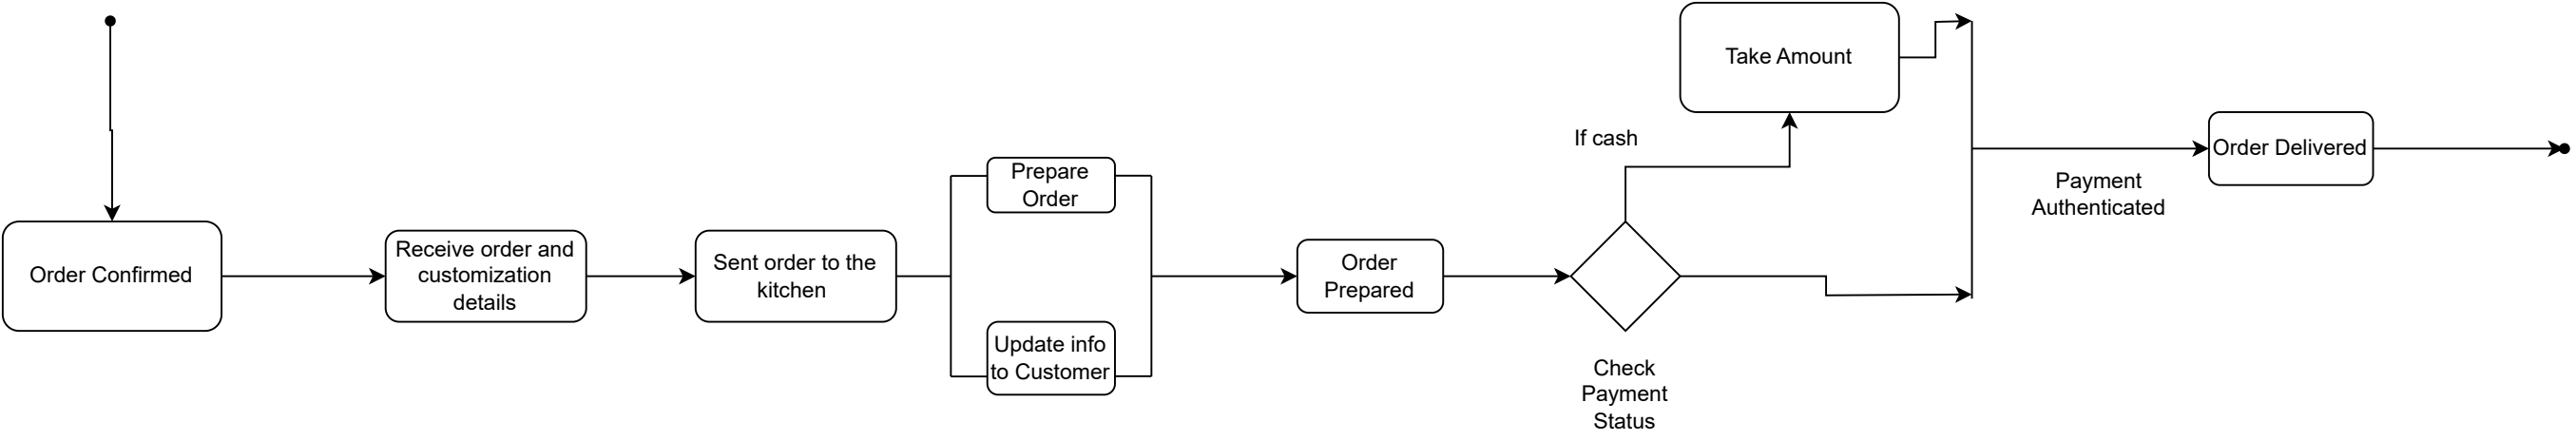 Order Confirmed
Receive order and
customization
details
Sent order to the
kitchen
Prepare
Order
Update info
to Customer
Order
Prepared
Check
Payment
Status
If cash
Take Amount
Payment
Authenticated
Order Delivered